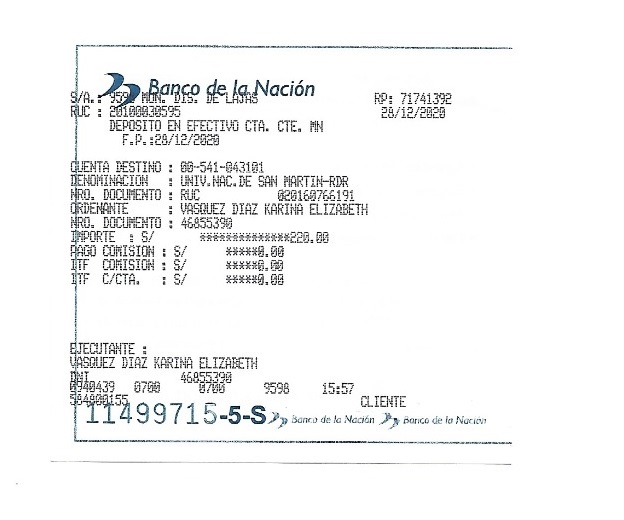 Banco de la Nación
S/A.: 9598 MUN. DIS. DE LAJAS RP: 71741392
RUC : 20100030595 28/12/2020
DEPOSITO EN EFECTIVO CTA. CTE. MN
F.P.:28/12/2020
CUENTA DESTINO : 00-541-043101
DENOMINACION : UNIV.NAC.DE SAN MARTIN-RDR
NRO. DOCUMENTO : RUC 020160766191
ORDENANTE : VASQUEZ DIAZ KARINA ELIZABETH
NRO. DOCUMENTO : 46855390
IMPORTE : S/ **************220.00
PAGO COMISION : S/ *****0.00
ITF COMISION : S/ *****0.00
ITF C/CTA. : S/ *****0.00
EJECUTANTE :
VASQUEZ DIAZ KARINA ELIZABETH
DNI 46855390
0940439 0700 0700 9598 15:57
584800155 CLIENTE
11499715-5-S Banco de la Nación Banco de la Nación